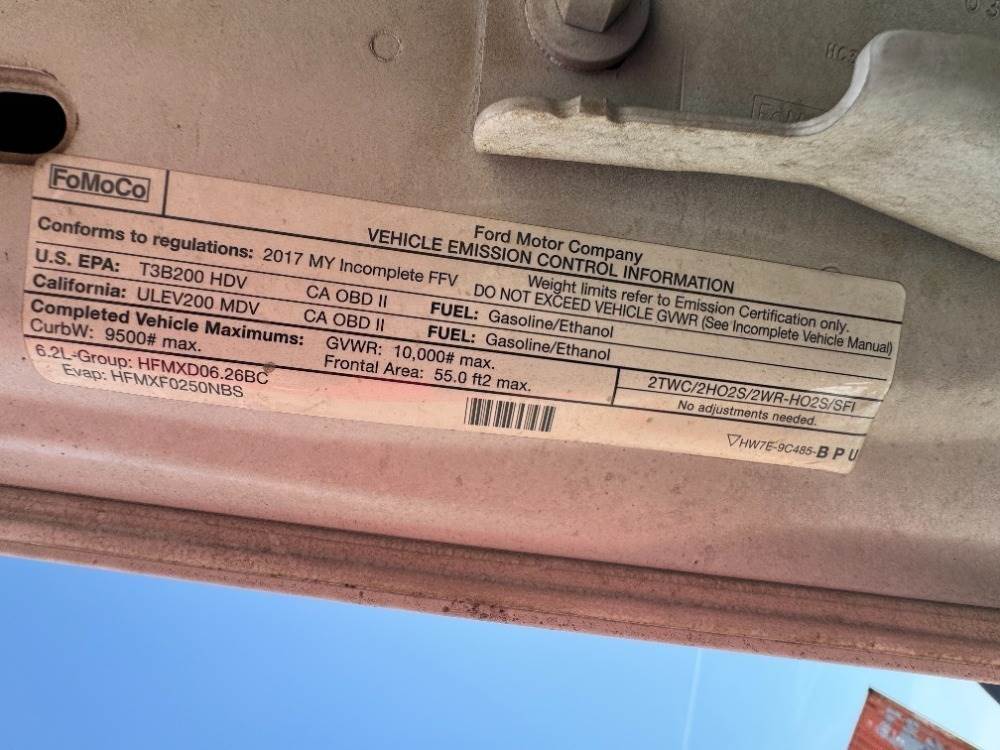 FoMoCo
Ford Motor Company
VEHICLE EMISSION CONTROL INFORMATION
Conforms to regulations: 2017 MY Incomplete FFV
Weight limits refer to Emission Certification only.
U.S. EPA: T3B200 HDV CA OBD II FUEL: Gasoline/Ethanol
DO NOT EXCEED VEHICLE GVWR (See Incomplete Vehicle Manual)
California: ULEV200 MDV CA OBD II FUEL: Gasoline/Ethanol
Completed Vehicle Maximums: GVWR: 10,000# max.
CurbW: 9500# max. Frontal Area: 55.0 ft2 max.
2TWC/2HO2S/2WR-HO2S/SFI
6.2L-Group: HFMXD06.26BC
No adjustments needed.
Evap: HFMXF0250NBS
HW7E-9C485-BPU